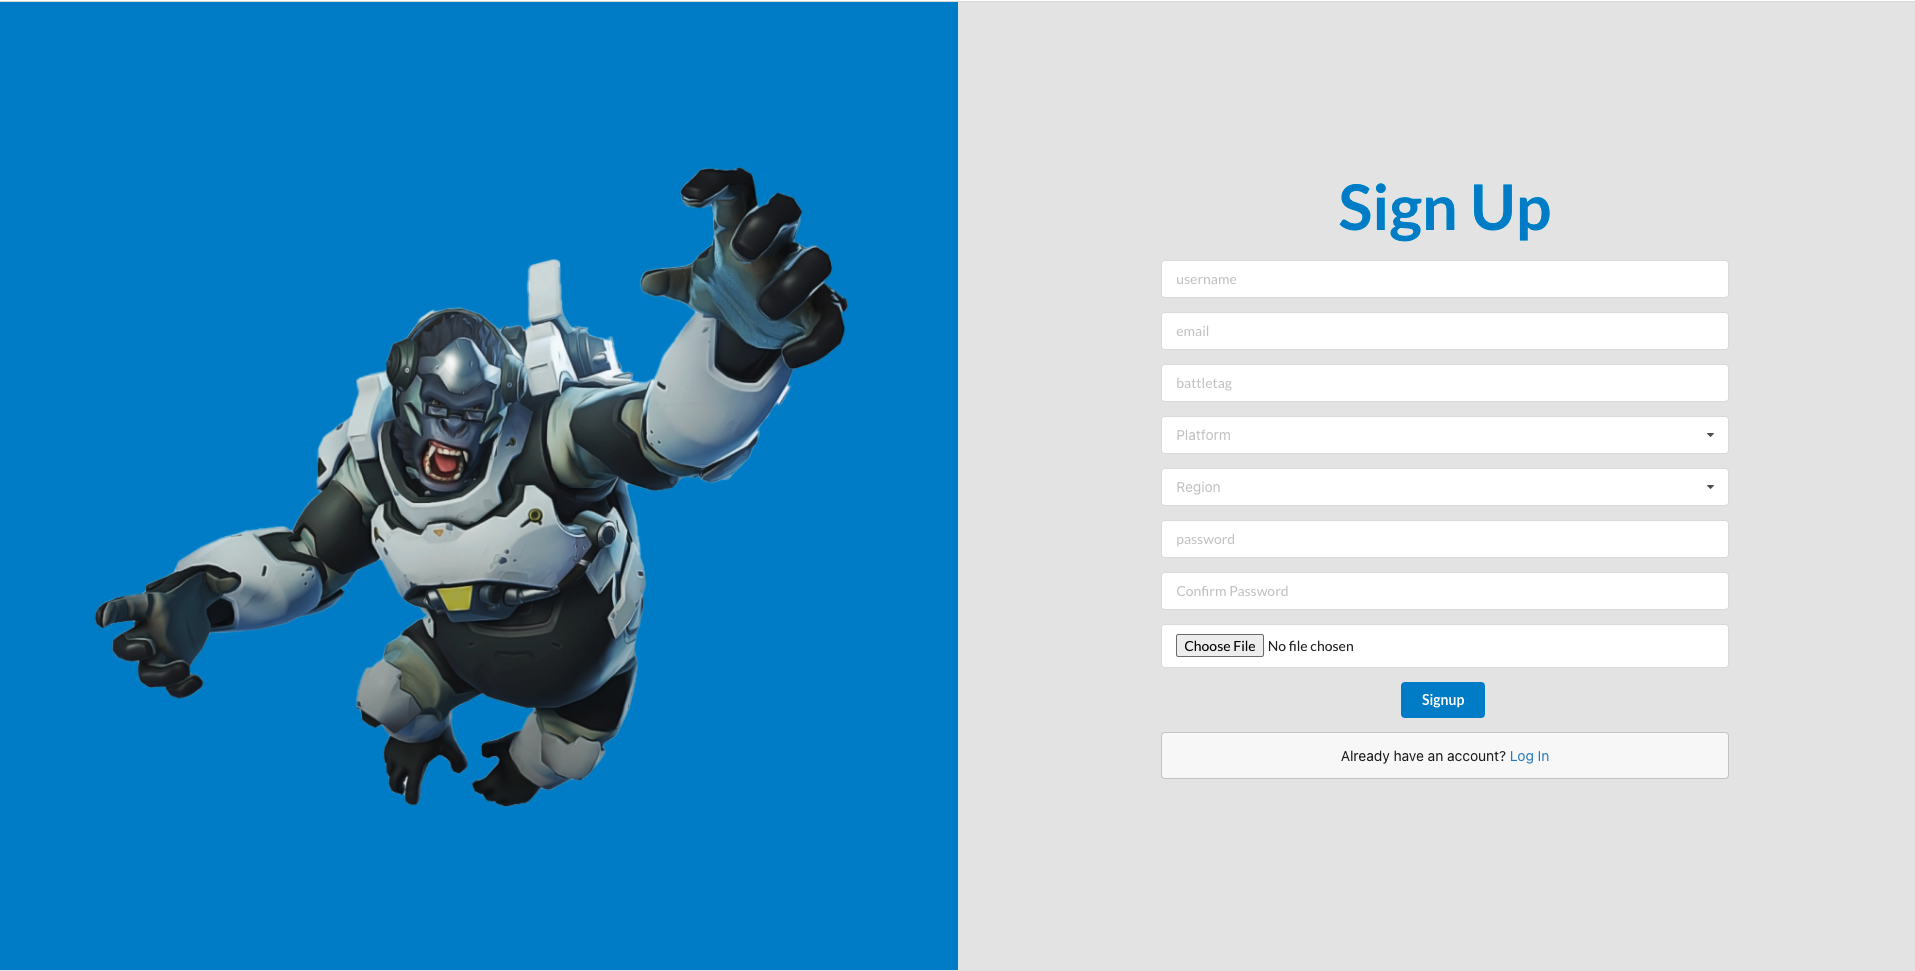 Sign Up
username
email
battletag
Platform
Region
password
Confirm Password
Choose File No file chosen
Signup
Already have an account? Log In